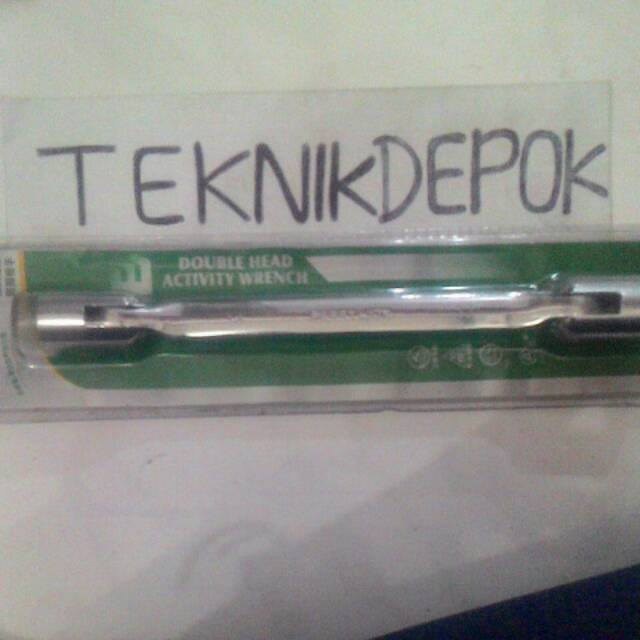 TEKNIKDEPOK
DOUBLE HEAD
ACTIVITY WRENCH